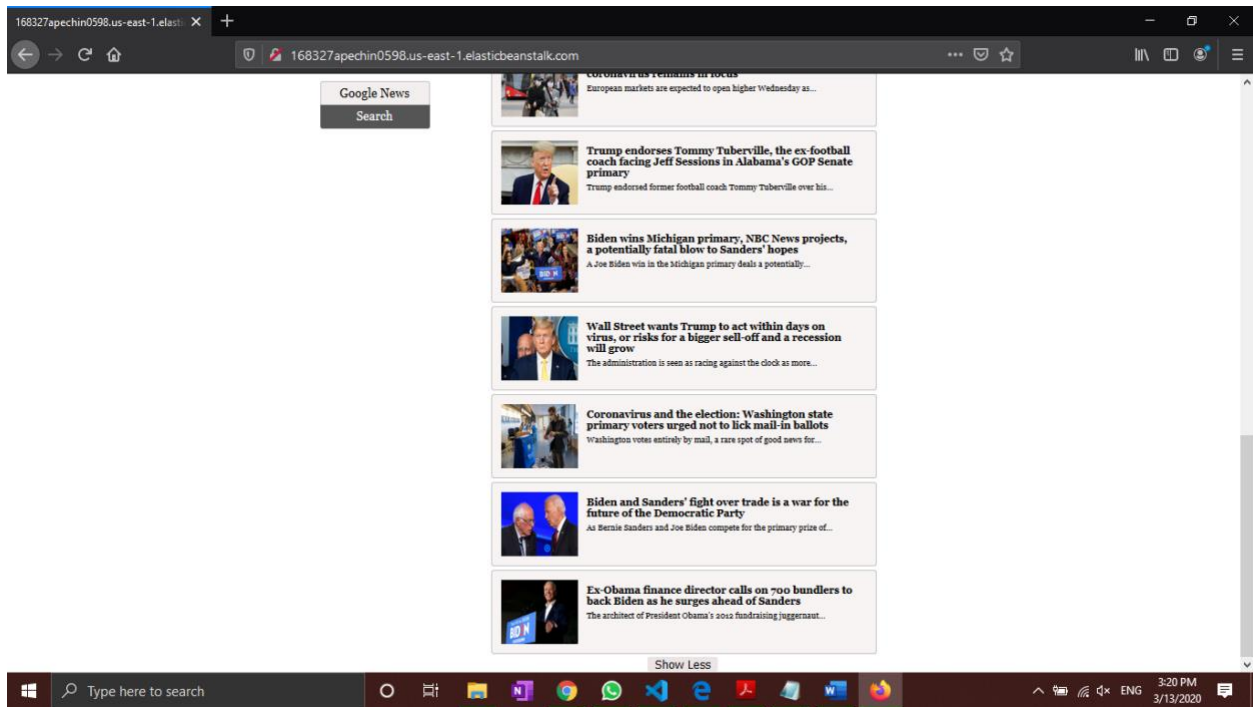 168327apechin0598.us-east-1.elasti
168327apechin0598.us-east-1.elasticbeanstalk.com
Google News
Search
coronavirus remains in focus
European markets are expected to open higher Wednesday as...
Trump endorses Tommy Tuberville, the ex-football
coach facing Jeff Sessions in Alabama's GOP Senate
primary
Trump endorsed former football coach Tommy Tuberville over his...
Biden wins Michigan primary, NBC News projects,
a potentially fatal blow to Sanders' hopes
A Joe Biden win in the Michigan primary deals a potentially...
Wall Street wants Trump to act within days on
virus, or risks for a bigger sell-off and a recession
will grow
The administration is seen as racing against the clock as more...
Coronavirus and the election: Washington state
primary voters urged not to lick mail-in ballots
Washington votes entirely by mail, a rare spot of good news for...
Biden and Sanders' fight over trade is a war for the
future of the Democratic Party
As Bernie Sanders and Joe Biden compete for the primary prize of...
Ex-Obama finance director calls on 700 bundlers to
back Biden as he surges ahead of Sanders
The architect of President Obama's 2012 fundraising juggernaut...
BIDEN
Show Less
Type here to search
ENG
3:20 PM
3/13/2020